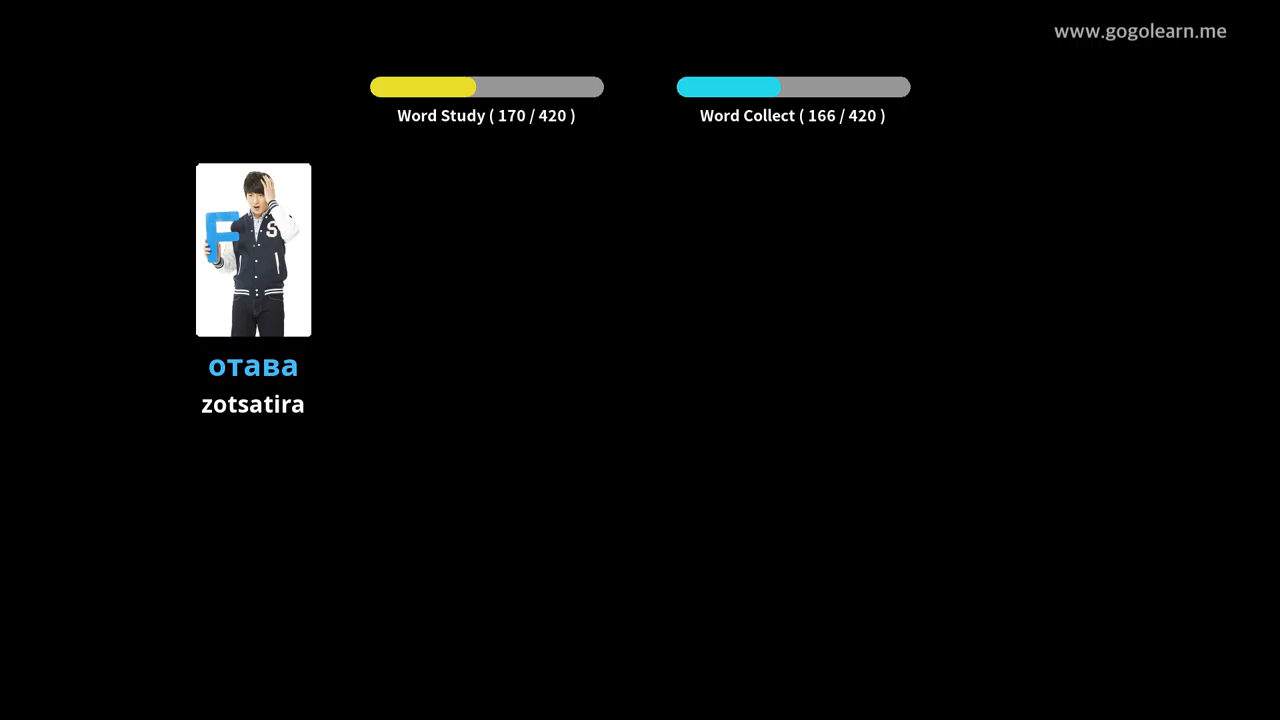 www.gogolearn.me
Word Study ( 170 / 420 )
Word Collect ( 166 / 420 )
F
S
отава
zotsatira